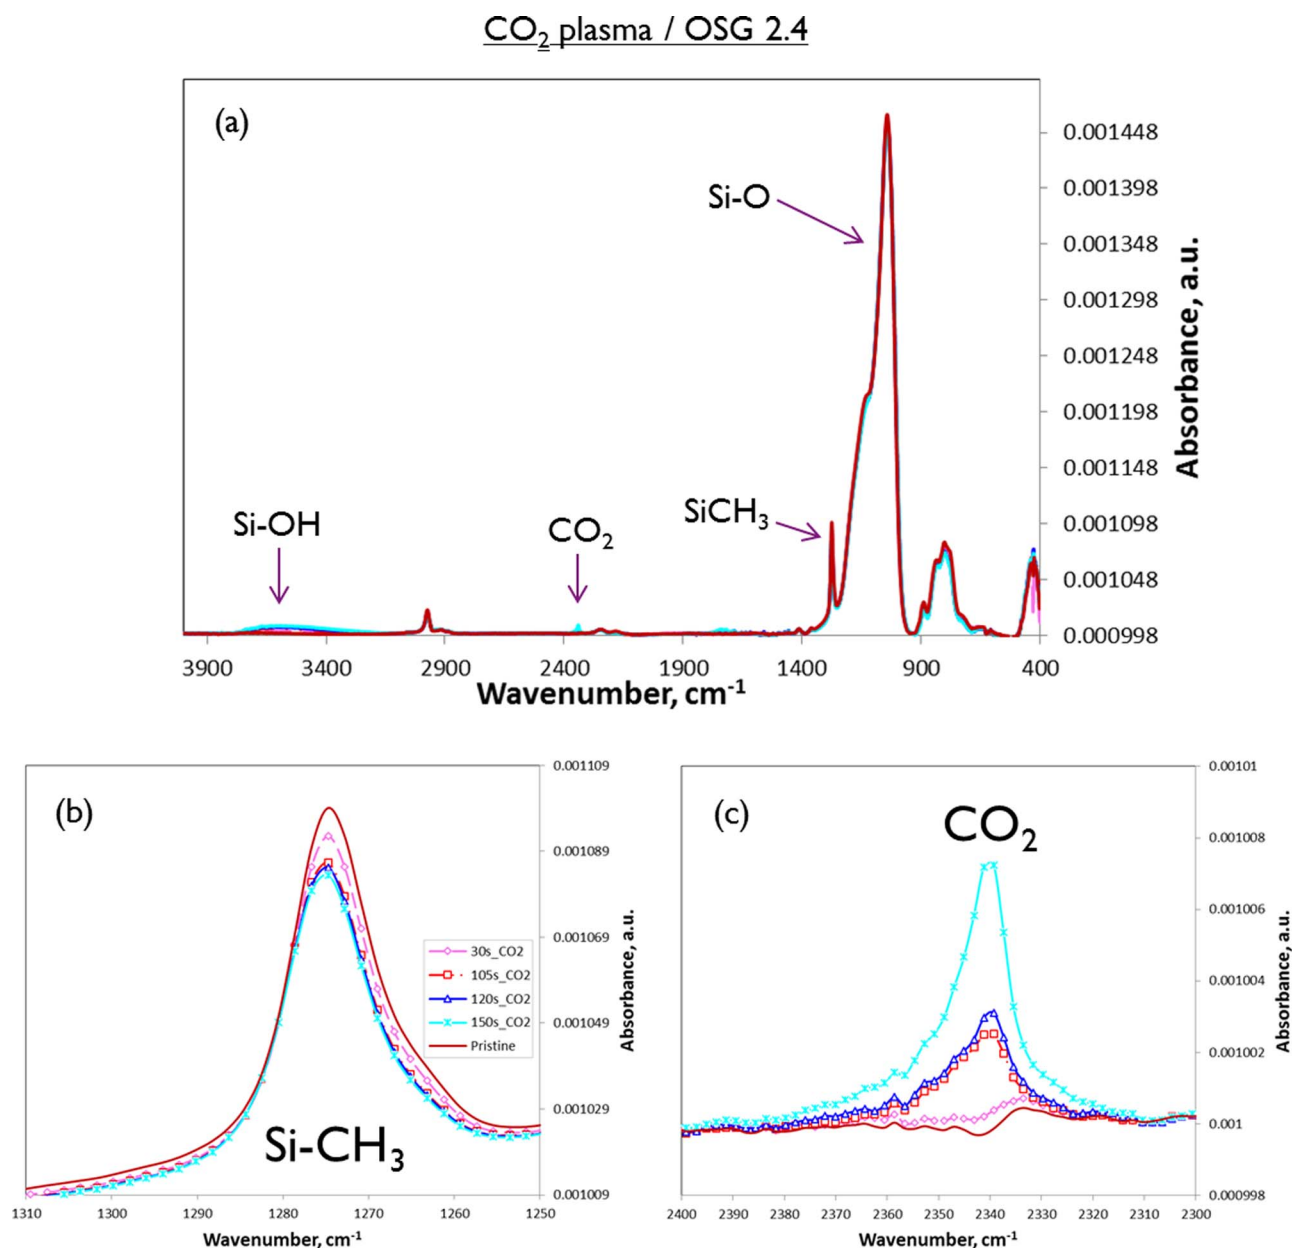 CO2 plasma / OSG 2.4
(a)
Si-O
SiCH3
Si-OH
CO2
0.001448
0.001398
0.001348
0.001298
0.001248
0.001198
0.001148
0.001098
0.001048
0.000998
Absorbance, a.u.
3900 3400 2900 2400 1900 1400 900 400
Wavenumber, cm-1
(b)
Si-CH3
30s_CO2
105s_CO2
120s_CO2
150s_CO2
Pristine
0.001109
0.001089
0.001069
0.001049
0.001029
0.001009
Absorbance, a.u.
1310 1300 1290 1280 1270 1260 1250
Wavenumber, cm-1
(c)
CO2
0.00101
0.001008
0.001006
0.001004
0.001002
0.001
0.000998
Absorbance, a.u.
2400 2390 2380 2370 2360 2350 2340 2330 2320 2310 2300
Wavenumber, cm-1